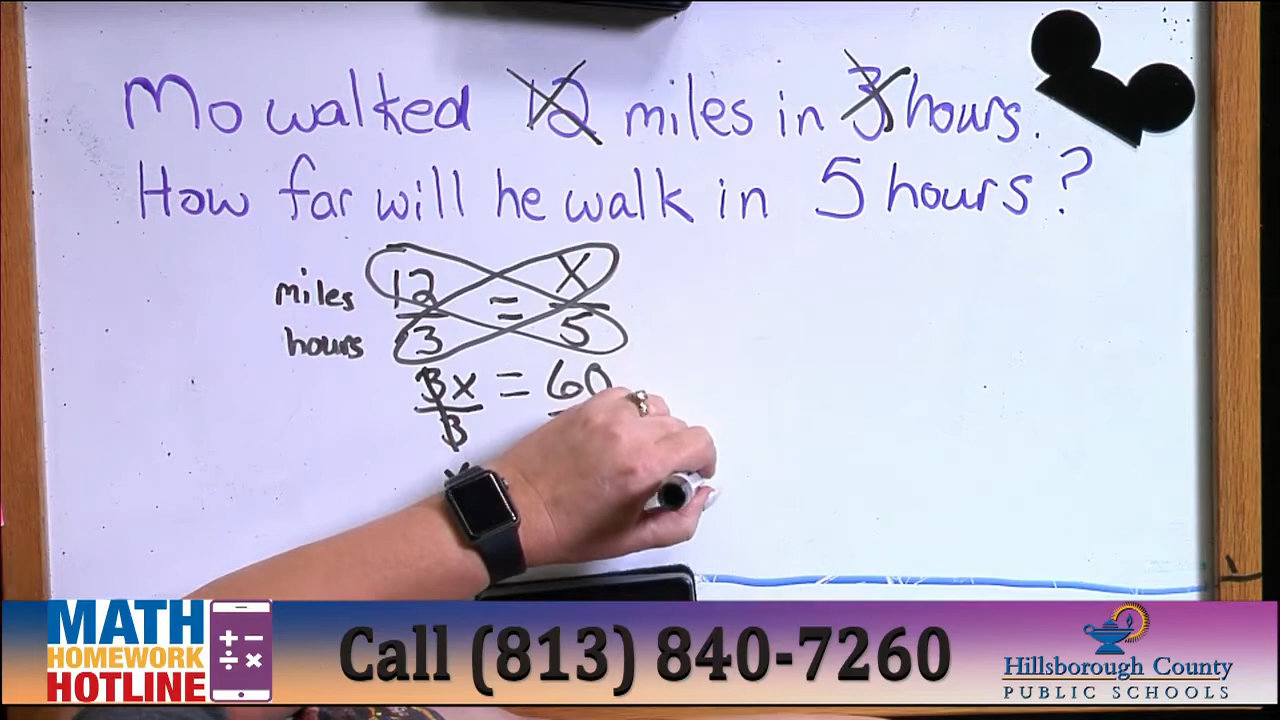 Mo walked 12 miles in 3 hours.
How far will he walk in 5 hours?
miles 12 = x
hours 3 5
3x = 60
3
x
MATH
HOMEWORK
HOTLINE
+ −
÷ ×
Call (813) 840-7260
Hillsborough County
PUBLIC SCHOOLS